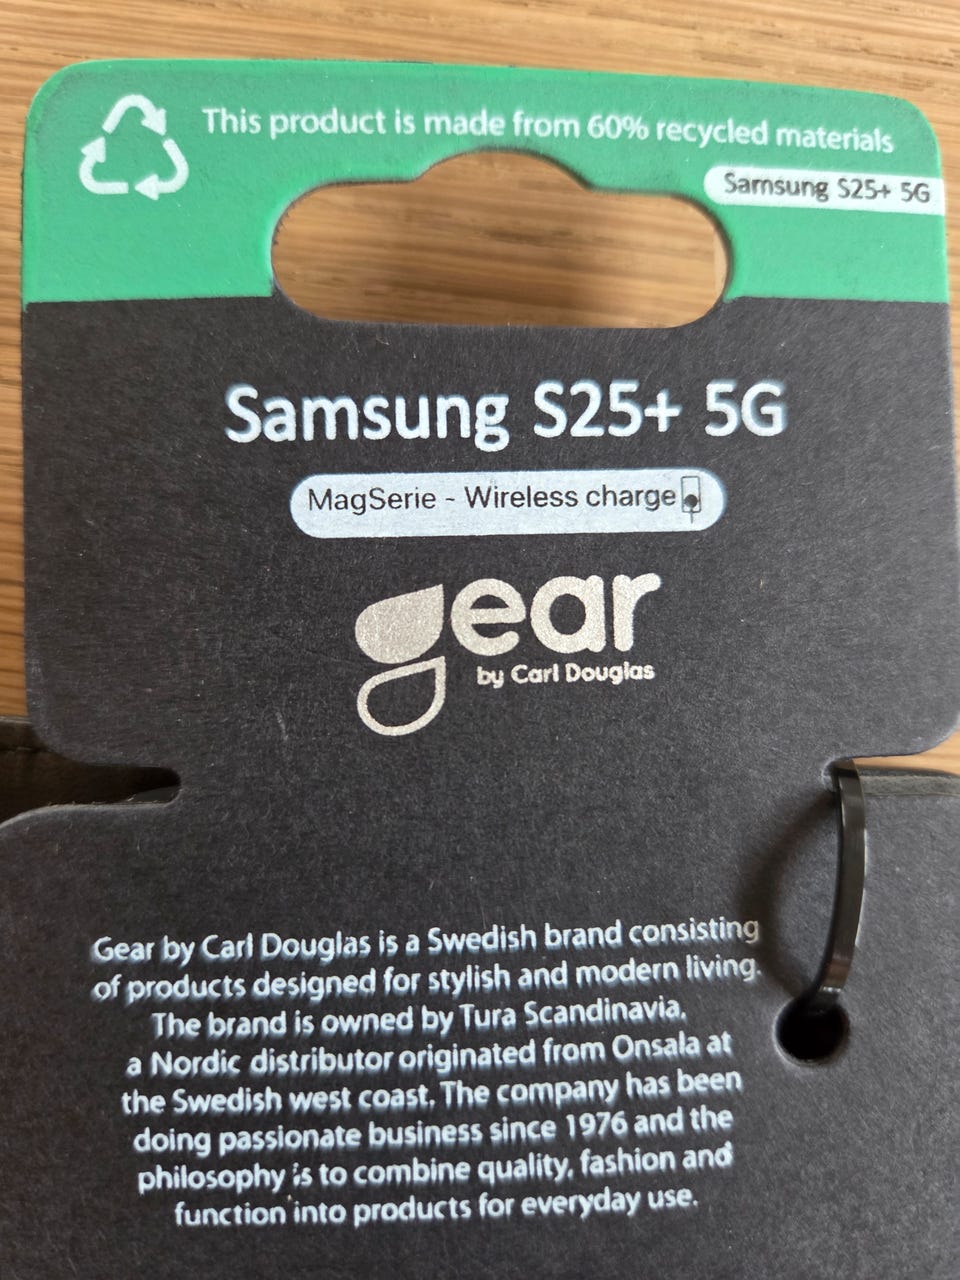 This product is made from 60% recycled materials
Samsung S25+ 5G
Samsung S25+ 5G
MagSerie - Wireless charge
gear
by Carl Douglas
Gear by Carl Douglas is a Swedish brand consisting
of products designed for stylish and modern living.
The brand is owned by Tura Scandinavia,
a Nordic distributor originated from Onsala at
the Swedish west coast. The company has been
doing passionate business since 1976 and the
philosophy is to combine quality, fashion and
function into products for everyday use.